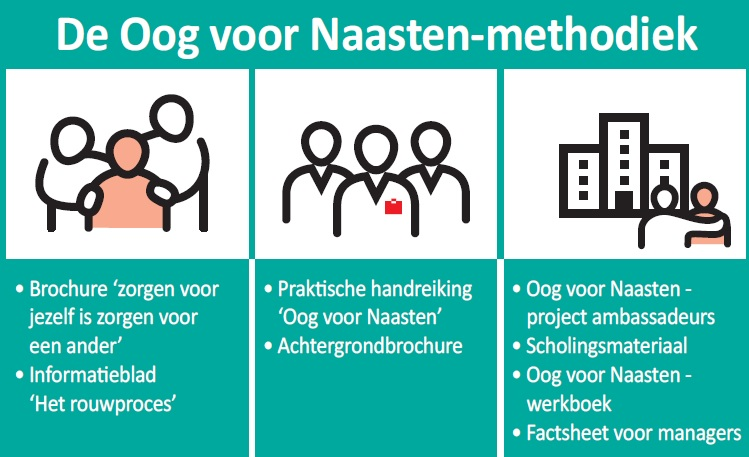 De Oog voor Naasten-methodiek
• Brochure ‘zorgen voor
jezelf is zorgen voor
een ander’
• Informatieblad
‘Het rouwproces’
• Praktische handreiking
‘Oog voor Naasten’
• Achtergrondbrochure
• Oog voor Naasten -
project ambassadeurs
• Scholingsmateriaal
• Oog voor Naasten -
werkboek
• Factsheet voor managers